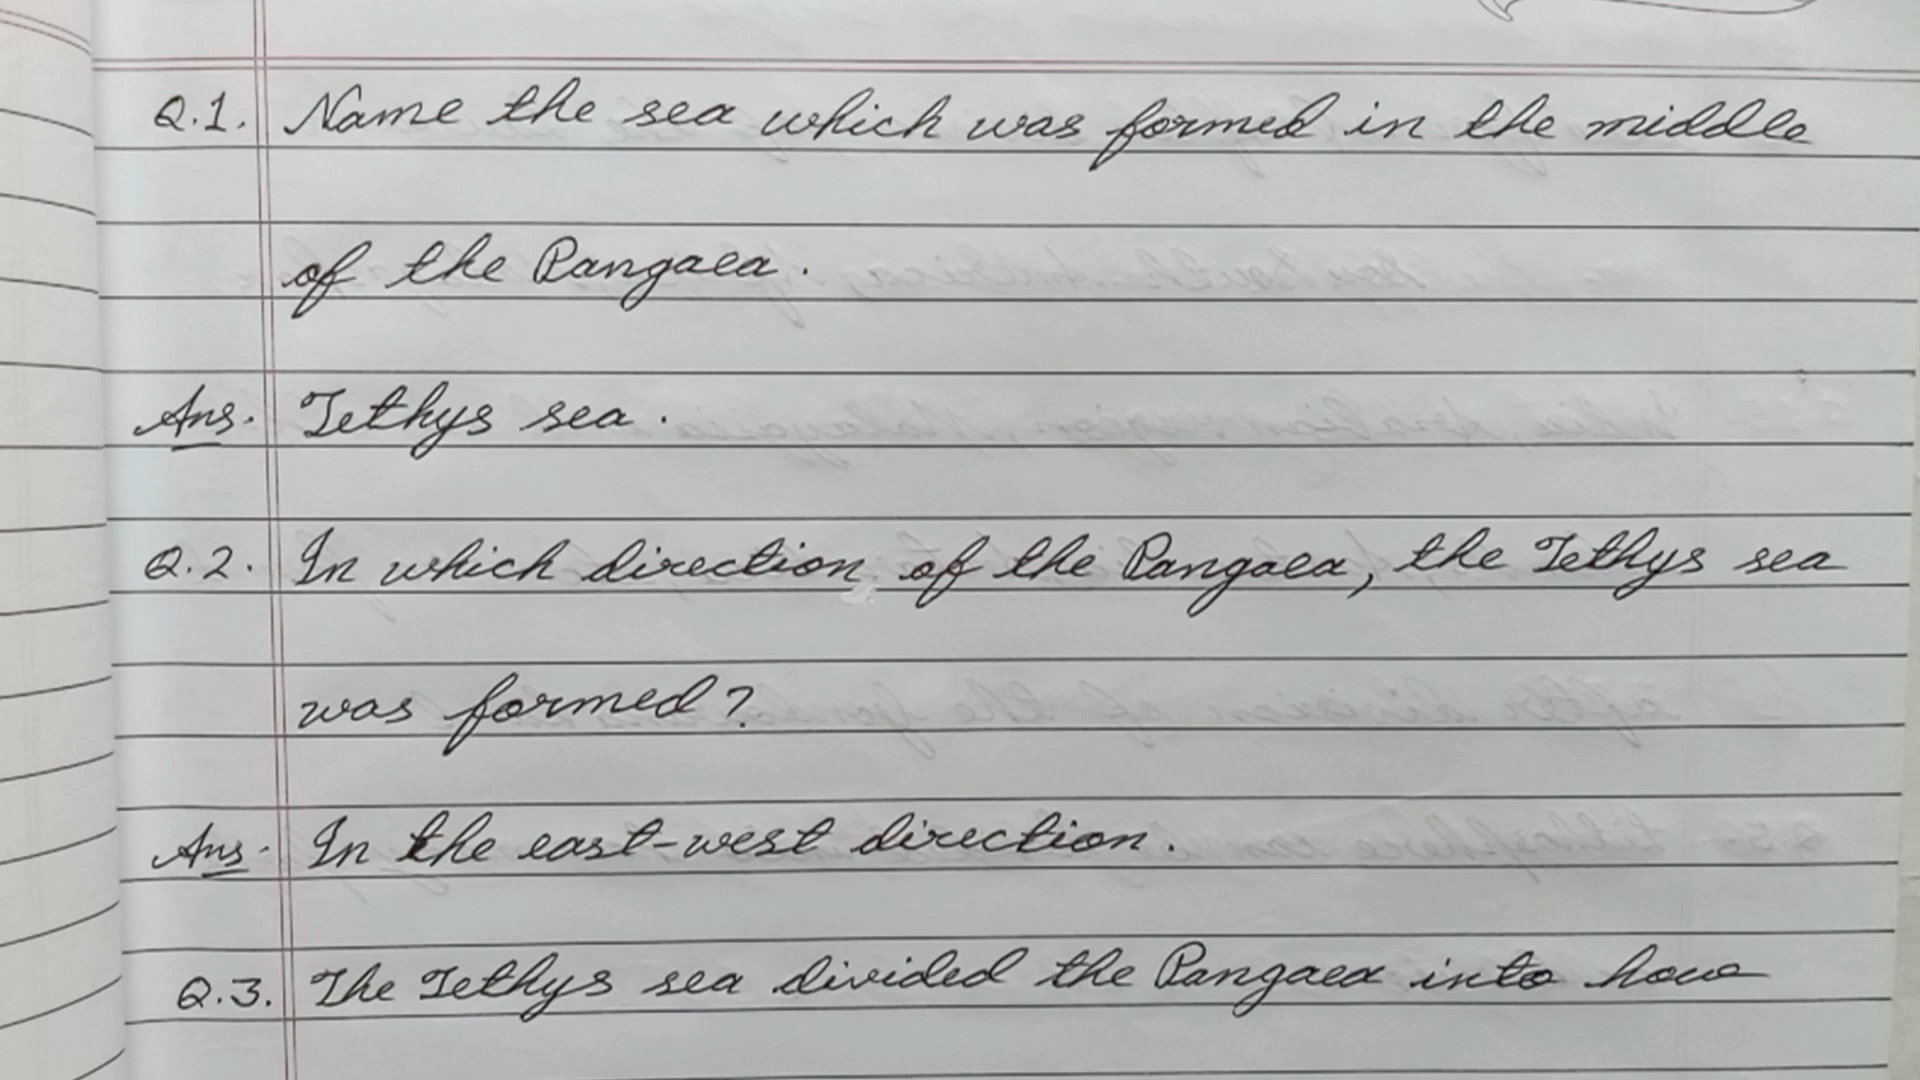 Q.1. Name the sea which was formed in the middle
of the Pangaea.
Ans. Tethys sea.
Q.2. In which direction of the Pangaea, the Tethys sea
was formed?
Ans. In the east-west direction.
Q.3. The Tethys sea divided the Pangaea into how